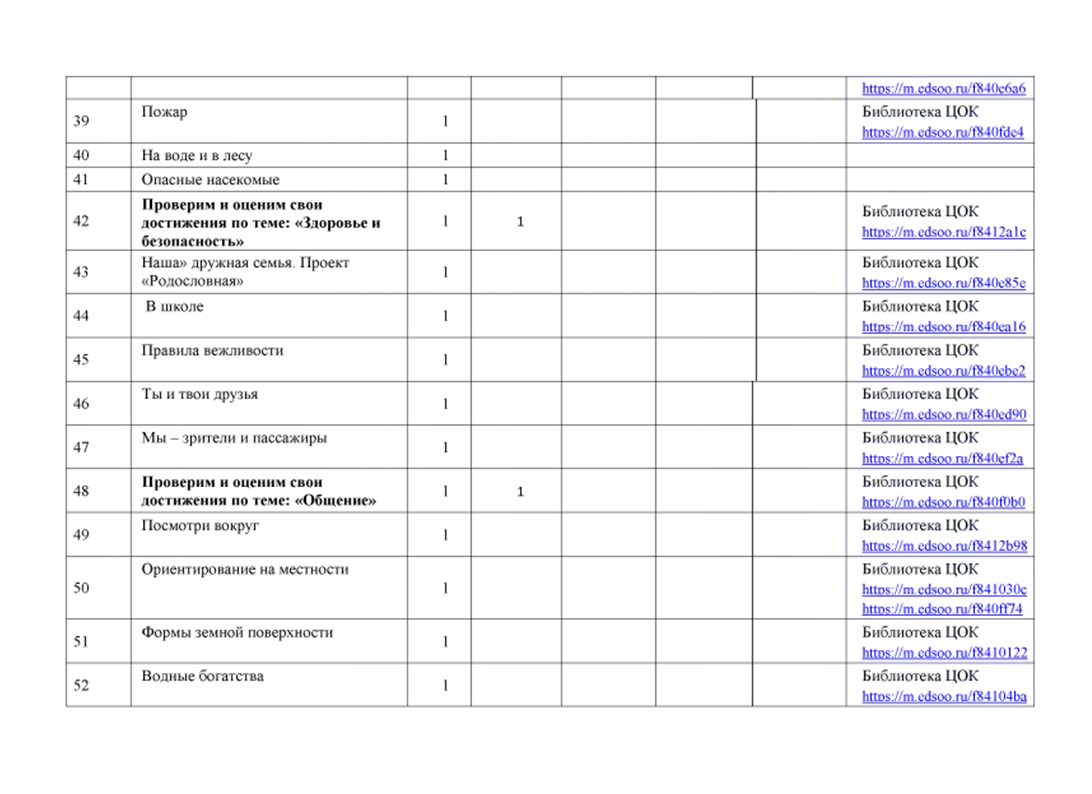 https://m.edsoo.ru/f840e6a6
39 Пожар 1 Библиотека ЦОК
https://m.edsoo.ru/f840fde4
40 На воде и в лесу 1
41 Опасные насекомые 1
42 Проверим и оценим свои
достижения по теме: «Здоровье и
безопасность» 1 1 Библиотека ЦОК
https://m.edsoo.ru/f8412a1c
43 Наша» дружная семья. Проект
«Родословная» 1 Библиотека ЦОК
https://m.edsoo.ru/f840e85e
44 В школе 1 Библиотека ЦОК
https://m.edsoo.ru/f840ea16
45 Правила вежливости 1 Библиотека ЦОК
https://m.edsoo.ru/f840ebe2
46 Ты и твои друзья 1 Библиотека ЦОК
https://m.edsoo.ru/f840ed90
47 Мы – зрители и пассажиры 1 Библиотека ЦОК
https://m.edsoo.ru/f840ef2a
48 Проверим и оценим свои
достижения по теме: «Общение» 1 1 Библиотека ЦОК
https://m.edsoo.ru/f840f0b0
49 Посмотри вокруг 1 Библиотека ЦОК
https://m.edsoo.ru/f8412b98
50 Ориентирование на местности 1 Библиотека ЦОК
https://m.edsoo.ru/f841030c
https://m.edsoo.ru/f840ff74
51 Формы земной поверхности 1 Библиотека ЦОК
https://m.edsoo.ru/f8410122
52 Водные богатства 1 Библиотека ЦОК
https://m.edsoo.ru/f84104ba